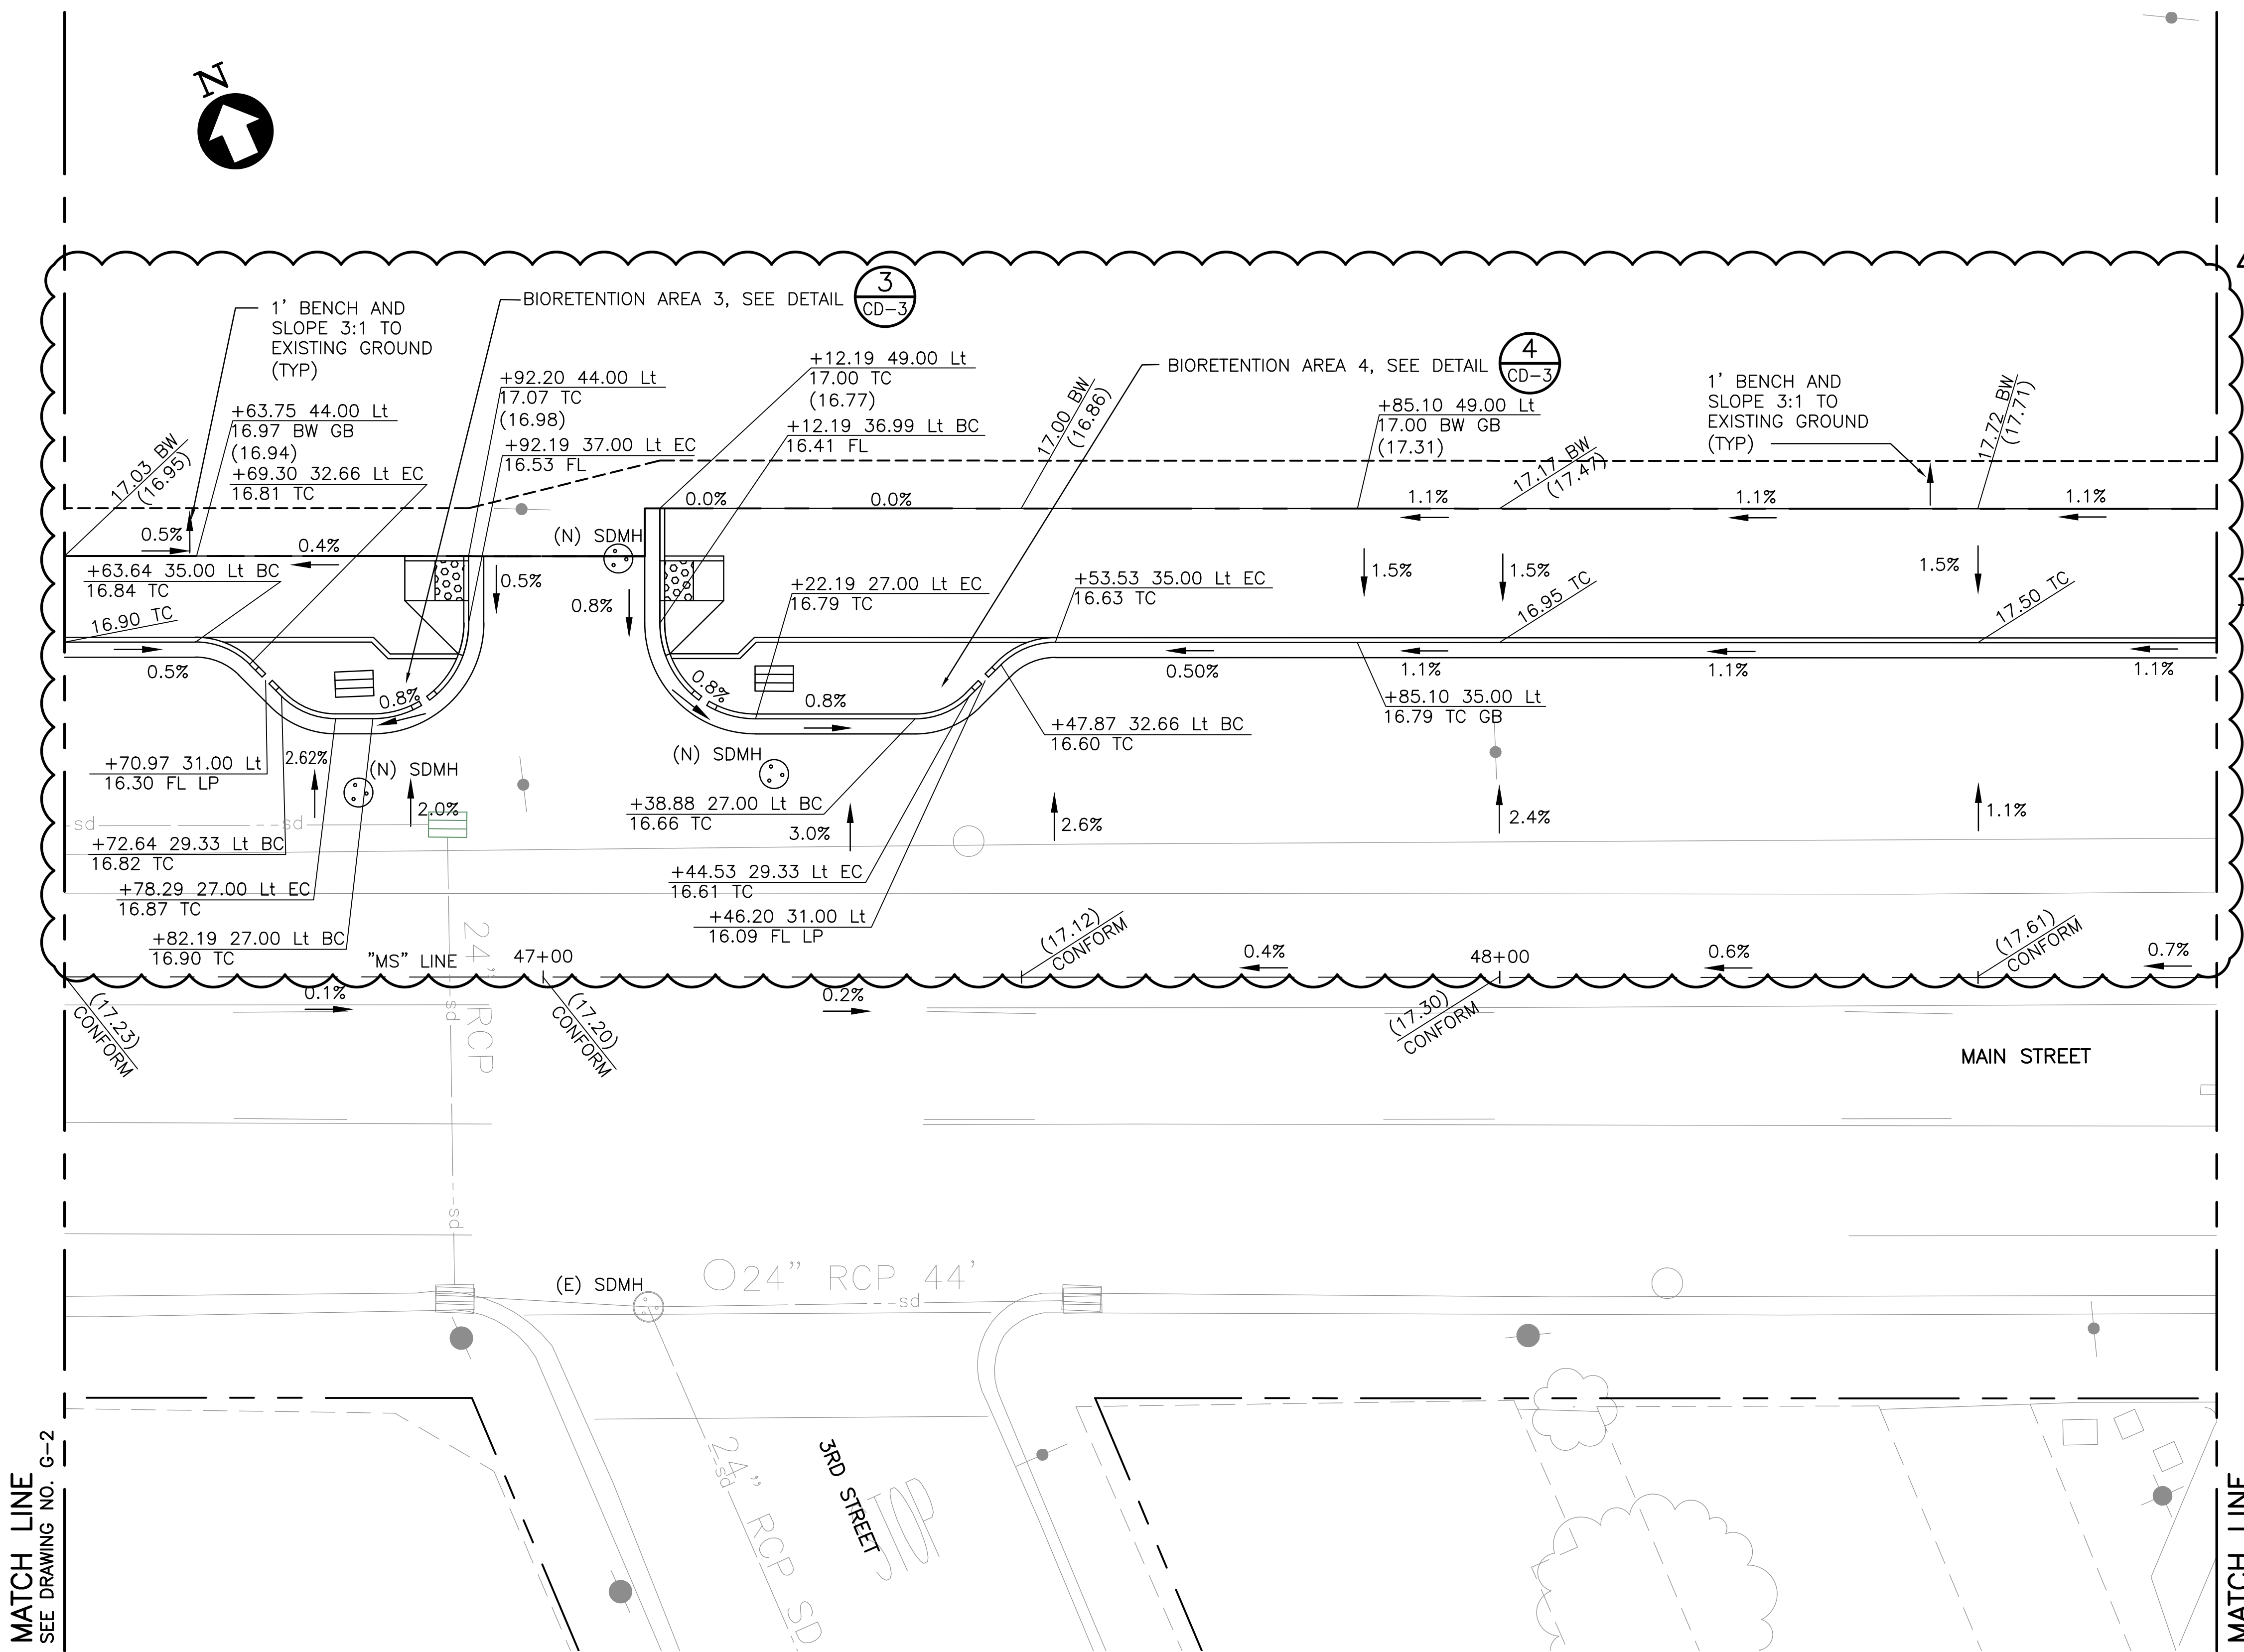 N
1' BENCH AND
SLOPE 3:1 TO
EXISTING GROUND
(TYP)
BIORETENTION AREA 3, SEE DETAIL
3
CD-3
BIORETENTION AREA 4, SEE DETAIL
4
CD-3
1' BENCH AND
SLOPE 3:1 TO
EXISTING GROUND
(TYP)
17.03 BW
(16.95)
+63.75 44.00 Lt
16.97 BW GB
(16.94)
+69.30 32.66 Lt EC
16.81 TC
+92.20 44.00 Lt
17.07 TC
(16.98)
+92.19 37.00 Lt EC
16.53 FL
+12.19 49.00 Lt
17.00 TC
(16.77)
+12.19 36.99 Lt BC
16.41 FL
17.00 BW
(16.86)
+85.10 49.00 Lt
17.00 BW GB
(17.31)
17.17 BW
(17.47)
17.72 BW
(17.71)
0.0%
0.0%
1.1%
1.1%
1.1%
0.5%
0.4%
(N) SDMH
+63.64 35.00 Lt BC
16.84 TC
16.90 TC
0.5%
0.8%
+22.19 27.00 Lt EC
16.79 TC
+53.53 35.00 Lt EC
16.63 TC
1.5%
1.5%
1.5%
16.95 TC
17.50 TC
0.5%
0.8%
0.8%
0.8%
0.50%
1.1%
1.1%
1.1%
+85.10 35.00 Lt
16.79 TC GB
+47.87 32.66 Lt BC
16.60 TC
+70.97 31.00 Lt
16.30 FL LP
2.62%
(N) SDMH
2.0%
(N) SDMH
+38.88 27.00 Lt BC
16.66 TC
3.0%
2.6%
2.4%
1.1%
sd
sd
+72.64 29.33 Lt BC
16.82 TC
+78.29 27.00 Lt EC
16.87 TC
+82.19 27.00 Lt BC
16.90 TC
+44.53 29.33 Lt EC
16.61 TC
+46.20 31.00 Lt
16.09 FL LP
"MS" LINE
47+00
48+00
24" RCP
sd
sd
(17.12)
CONFORM
0.4%
0.6%
(17.61)
CONFORM
0.7%
(17.23)
CONFORM
0.1%
(17.20)
CONFORM
0.2%
(17.30)
CONFORM
MAIN STREET
(E) SDMH
24" RCP 44'
sd
24" RCP SD
sd
3RD STREET
STOP
MATCH LINE
SEE DRAWING NO. G-2
MATCH LINE